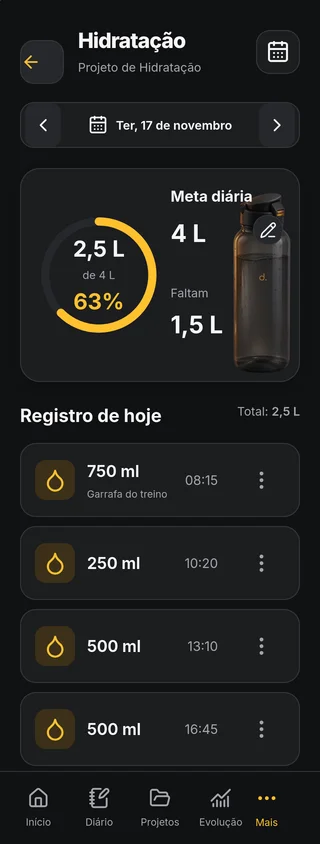 Hidratação
Projeto de Hidratação
Ter, 17 de novembro
2,5 L
de 4 L
63%
Meta diária
4 L
Faltam
1,5 L
d.
Registro de hoje
Total: 2,5 L
750 ml
Garrafa do treino
08:15
250 ml
10:20
500 ml
13:10
500 ml
16:45
Início
Diário
Projetos
Evolução
Mais